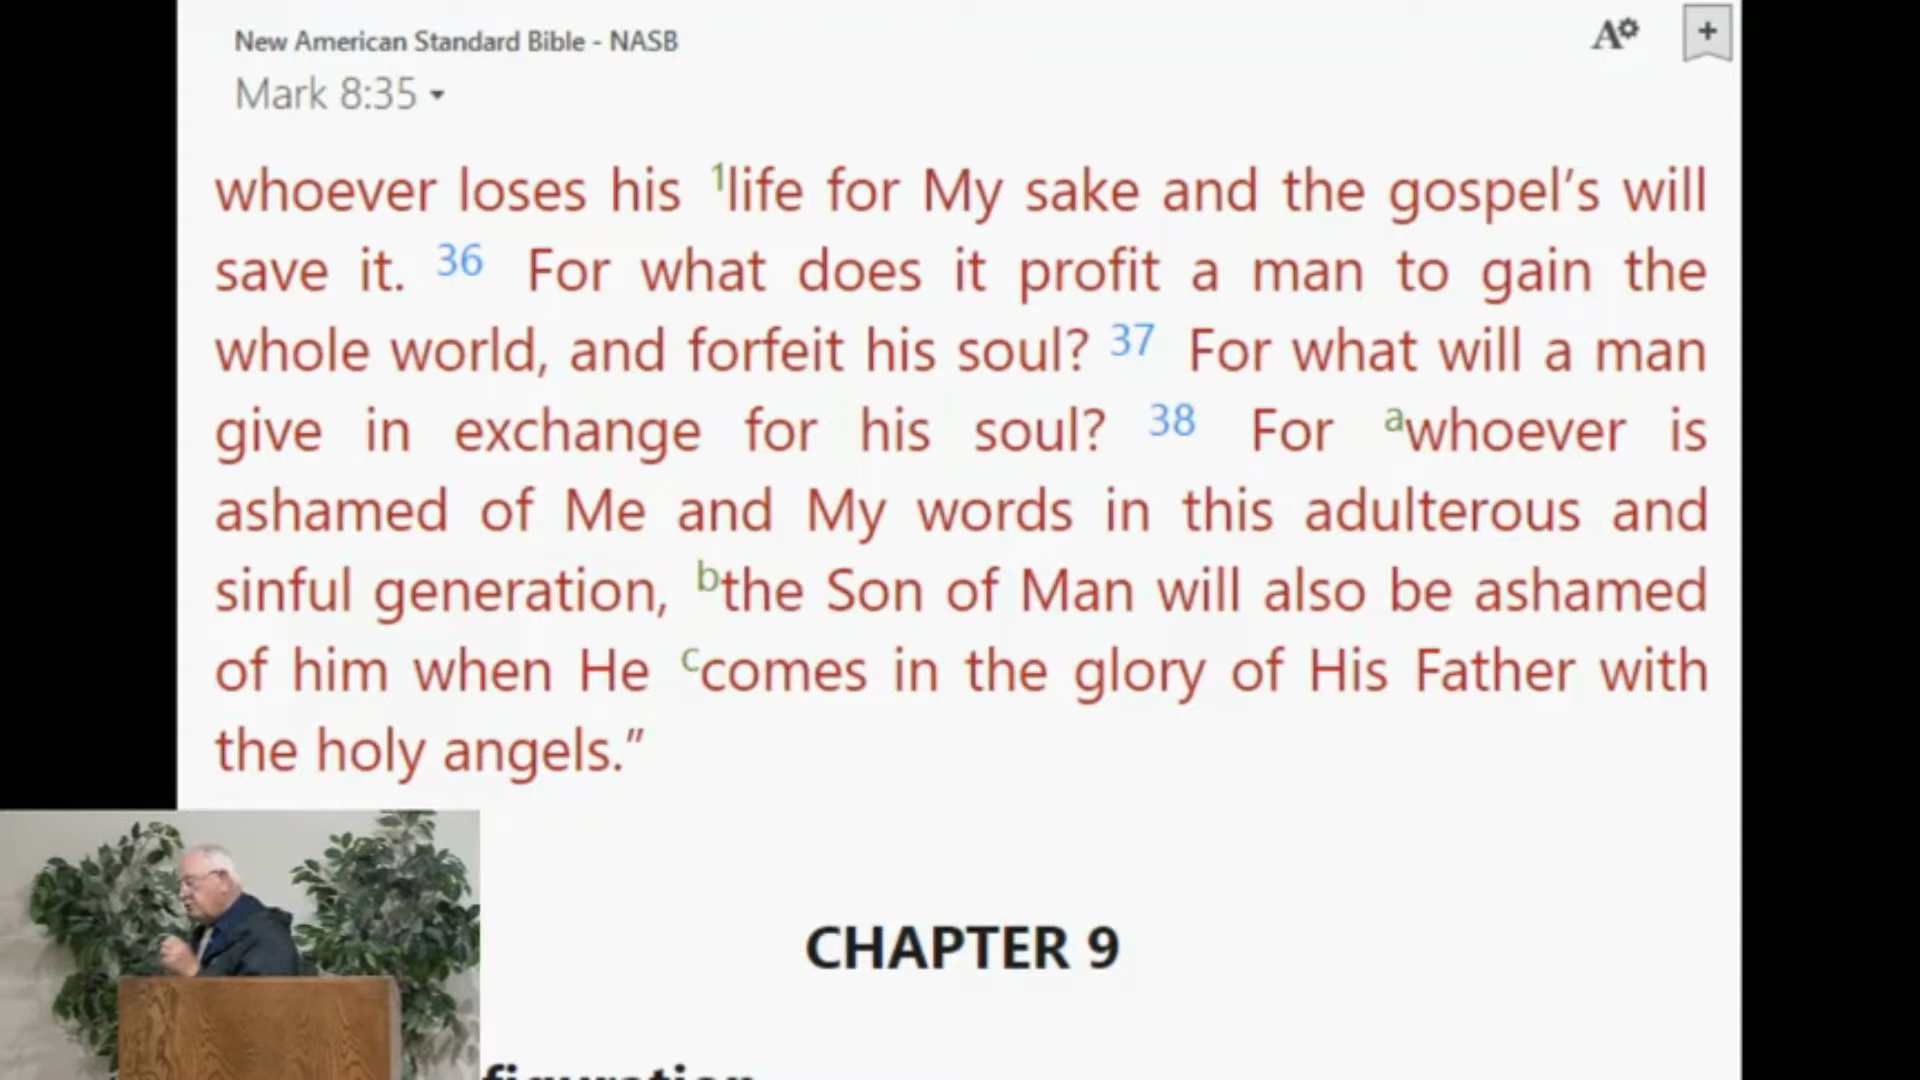 New American Standard Bible - NASB
Mark 8:35
whoever loses his 1life for My sake and the gospel’s will
save it. 36 For what does it profit a man to gain the
whole world, and forfeit his soul? 37 For what will a man
give in exchange for his soul? 38 For awhoever is
ashamed of Me and My words in this adulterous and
sinful generation, bthe Son of Man will also be ashamed
of him when He ccomes in the glory of His Father with
the holy angels.”
CHAPTER 9
figuration